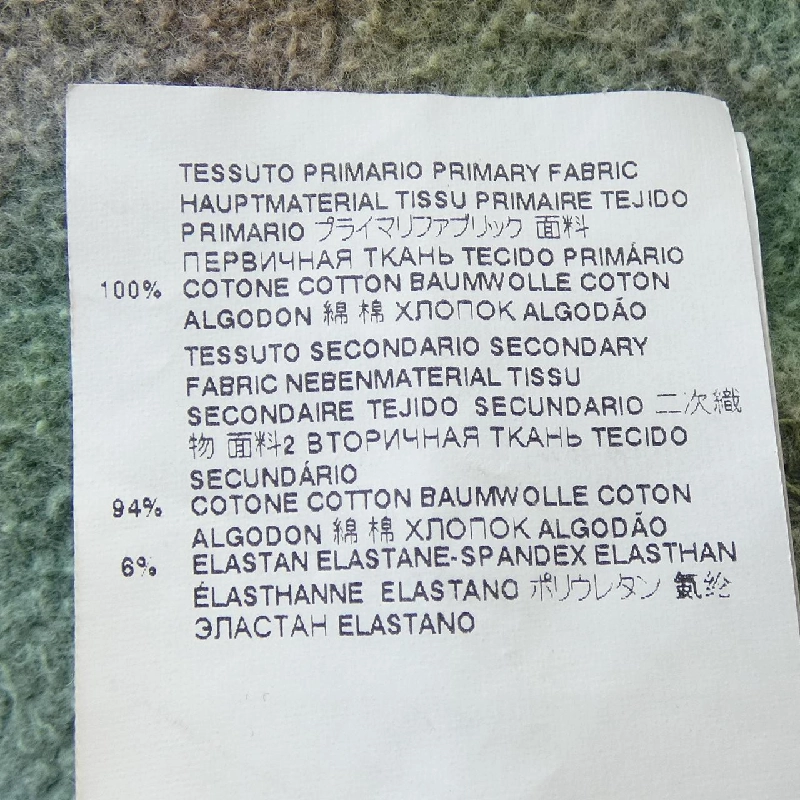 TESSUTO PRIMARIO PRIMARY FABRIC
HAUPTMATERIAL TISSU PRIMAIRE TEJIDO
PRIMARIO プライマリファブリック 面料
ПЕРВИЧНАЯ ТКАНЬ TECIDO PRIMÁRIO
100% COTONE COTTON BAUMWOLLE COTON
ALGODON 綿 棉 ХЛОПОК ALGODÃO
TESSUTO SECONDARIO SECONDARY
FABRIC NEBENMATERIAL TISSU
SECONDAIRE TEJIDO SECUNDARIO 二次織
物 面料2 ВТОРИЧНАЯ ТКАНЬ TECIDO
SECUNDÁRIO
94% COTONE COTTON BAUMWOLLE COTON
ALGODON 綿 棉 ХЛОПОК ALGODÃO
6% ELASTAN ELASTANE-SPANDEX ELASTHAN
ÉLASTHANNE ELASTANO ポリウレタン 氨纶
ЭЛАСТАН ELASTANO